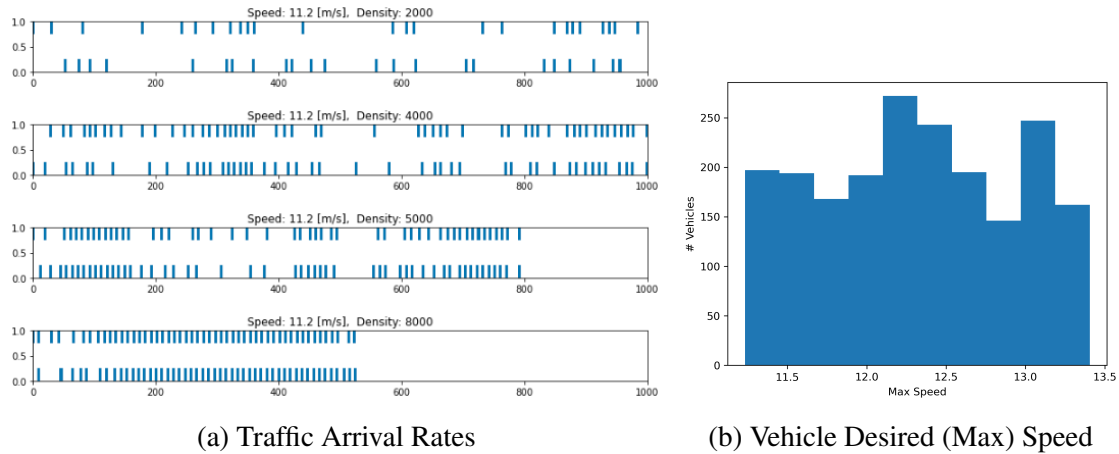 Speed: 11.2 [m/s],  Density: 2000
1.0
0.5
0.0
0 200 400 600 800 1000
Speed: 11.2 [m/s],  Density: 4000
1.0
0.5
0.0
0 200 400 600 800 1000
Speed: 11.2 [m/s],  Density: 5000
1.0
0.5
0.0
0 200 400 600 800 1000
Speed: 11.2 [m/s],  Density: 8000
1.0
0.5
0.0
0 200 400 600 800 1000
(a) Traffic Arrival Rates
# Vehicles
250
200
150
100
50
0
11.5 12.0 12.5 13.0 13.5
Max Speed
(b) Vehicle Desired (Max) Speed